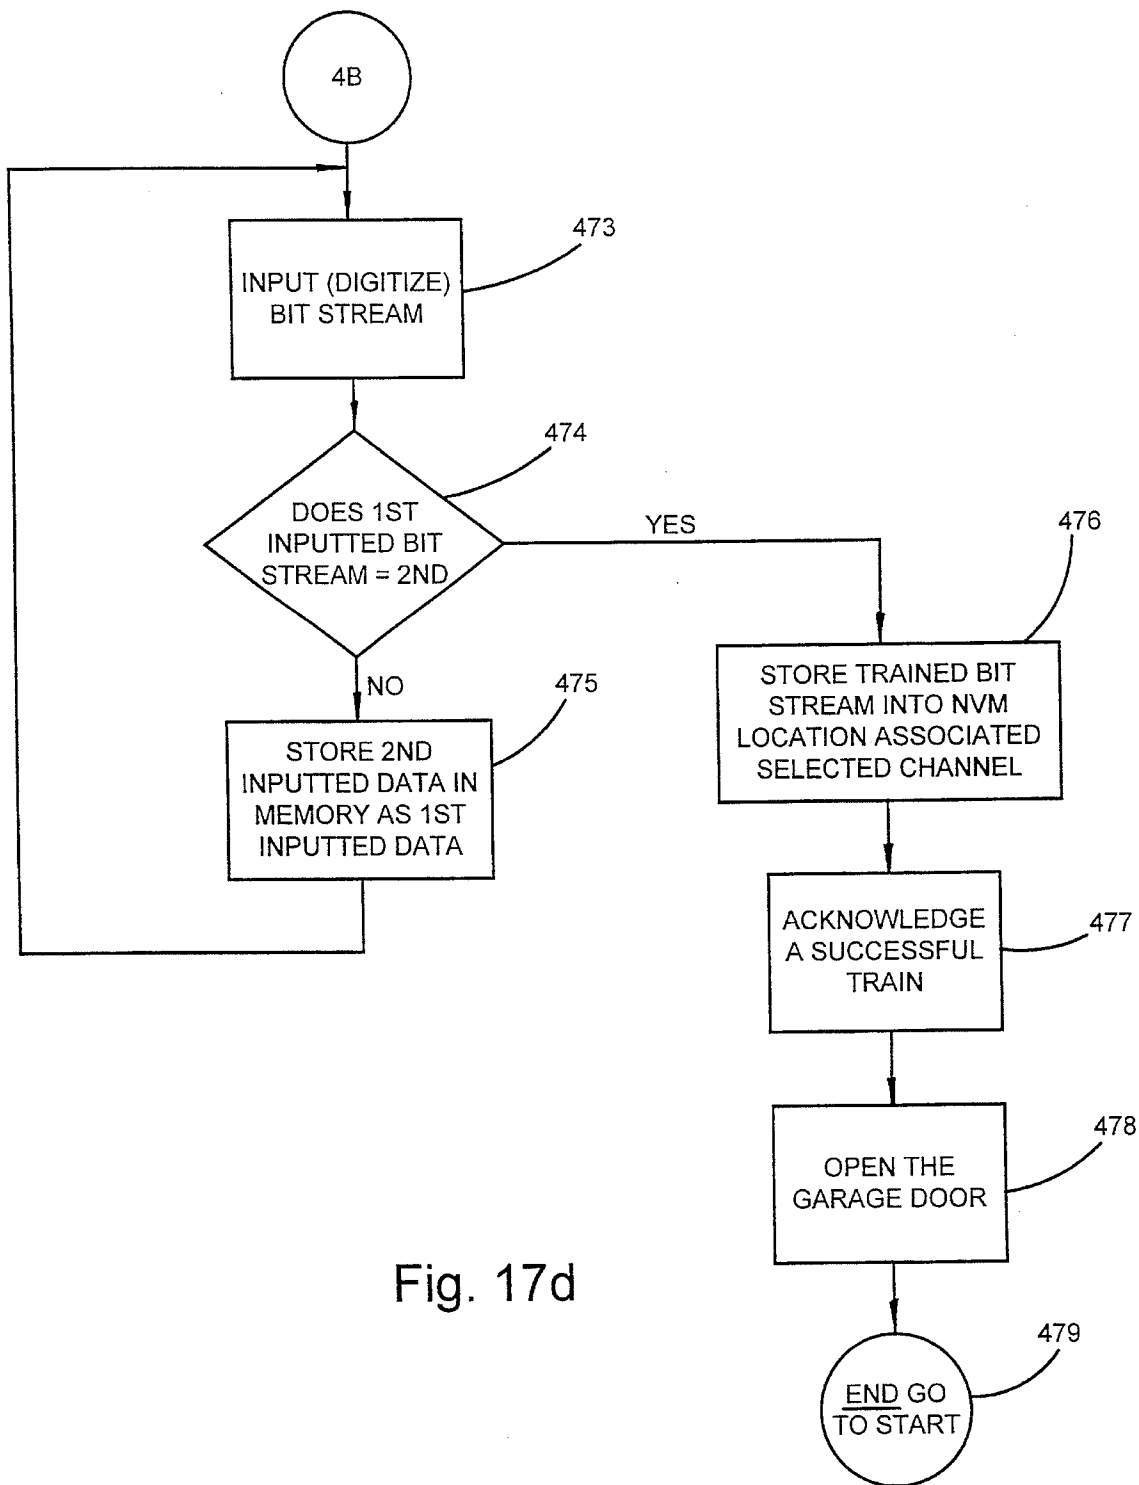 4B
473
INPUT (DIGITIZE)
BIT STREAM
474
DOES 1ST
INPUTTED BIT
STREAM = 2ND
YES
NO
475
STORE 2ND
INPUTTED DATA IN
MEMORY AS 1ST
INPUTTED DATA
476
STORE TRAINED BIT
STREAM INTO NVM
LOCATION ASSOCIATED
SELECTED CHANNEL
477
ACKNOWLEDGE
A SUCCESSFUL
TRAIN
478
OPEN THE
GARAGE DOOR
479
END GO
TO START
Fig. 17d